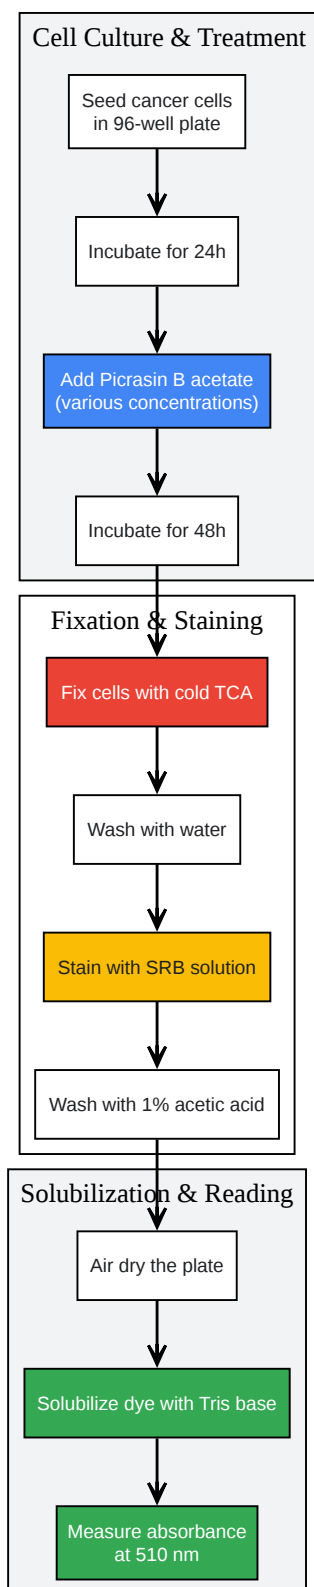 Cell Culture & Treatment
Seed cancer cells
in 96-well plate
Incubate for 24h
Add Picrasin B acetate
(various concentrations)
Incubate for 48h
Fixation & Staining
Fix cells with cold TCA
Wash with water
Stain with SRB solution
Wash with 1% acetic acid
Solubilization & Reading
Air dry the plate
Solubilize dye with Tris base
Measure absorbance
at 510 nm